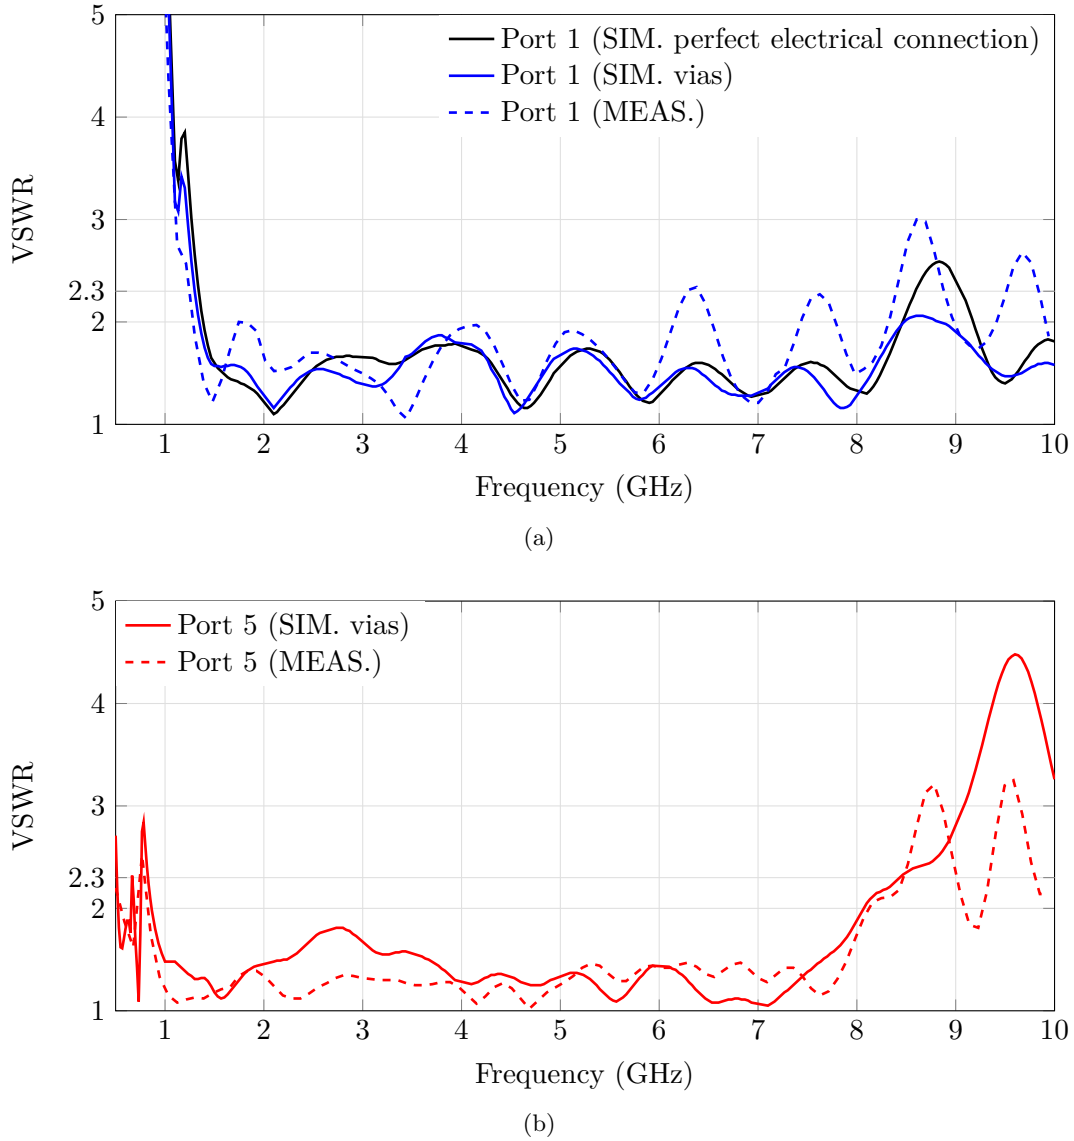 5
4
3
2.3
2
1
VSWR
Port 1 (SIM. perfect electrical connection)
Port 1 (SIM. vias)
Port 1 (MEAS.)
1 2 3 4 5 6 7 8 9 10
Frequency (GHz)
(a)
5
4
3
2.3
2
1
VSWR
Port 5 (SIM. vias)
Port 5 (MEAS.)
1 2 3 4 5 6 7 8 9 10
Frequency (GHz)
(b)